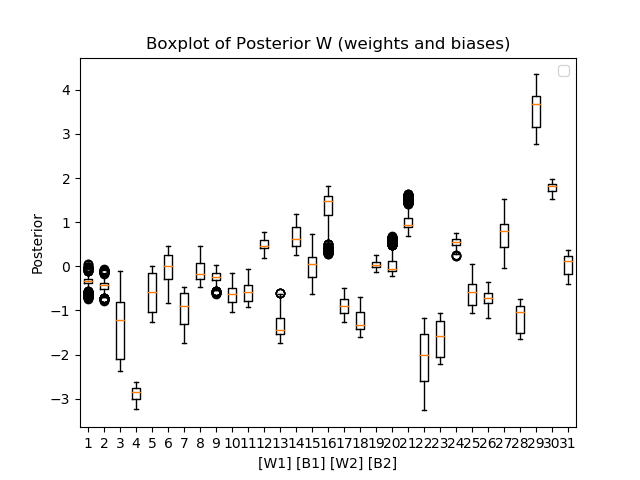 Boxplot of Posterior W (weights and biases)
4
3
2
1
0
−1
−2
−3
Posterior
1 2 3 4 5 6 7 8 9 10 11 12 13 14 15 16 17 18 19 20 21 22 23 24 25 26 27 28 29 30 31
[W1] [B1] [W2] [B2]